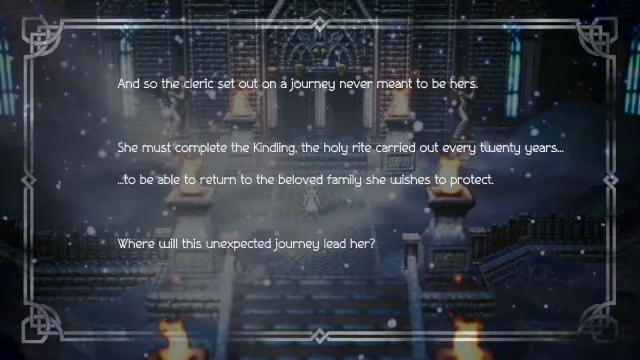 And so the cleric set out on a journey never meant to be hers.
She must complete the Kindling, the holy rite carried out every twenty years...
...to be able to return to the beloved family she wishes to protect.
Where will this unexpected journey lead her?